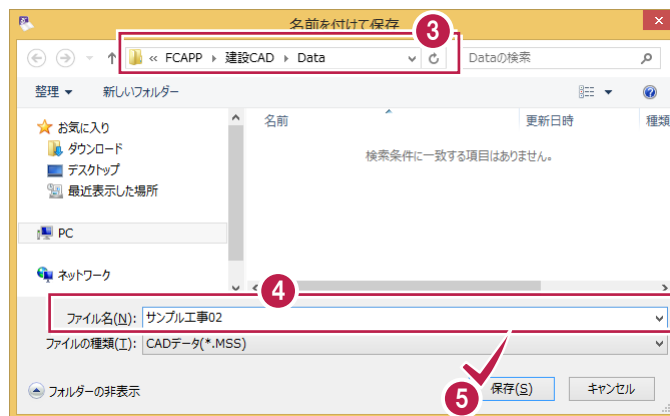 名前を付けて保存
3
« FCAPP ▸ 建設CAD ▸ Data
Dataの検索
整理 ▼ 新しいフォルダー
名前 更新日時 種類
検索条件に一致する項目はありません。
お気に入り
ダウンロード
デスクトップ
最近表示した場所
PC
ネットワーク
4
ファイル名(N): サンプル工事02
ファイルの種類(T): CADデータ(*.MSS)
5
フォルダーの非表示
保存(S) キャンセル